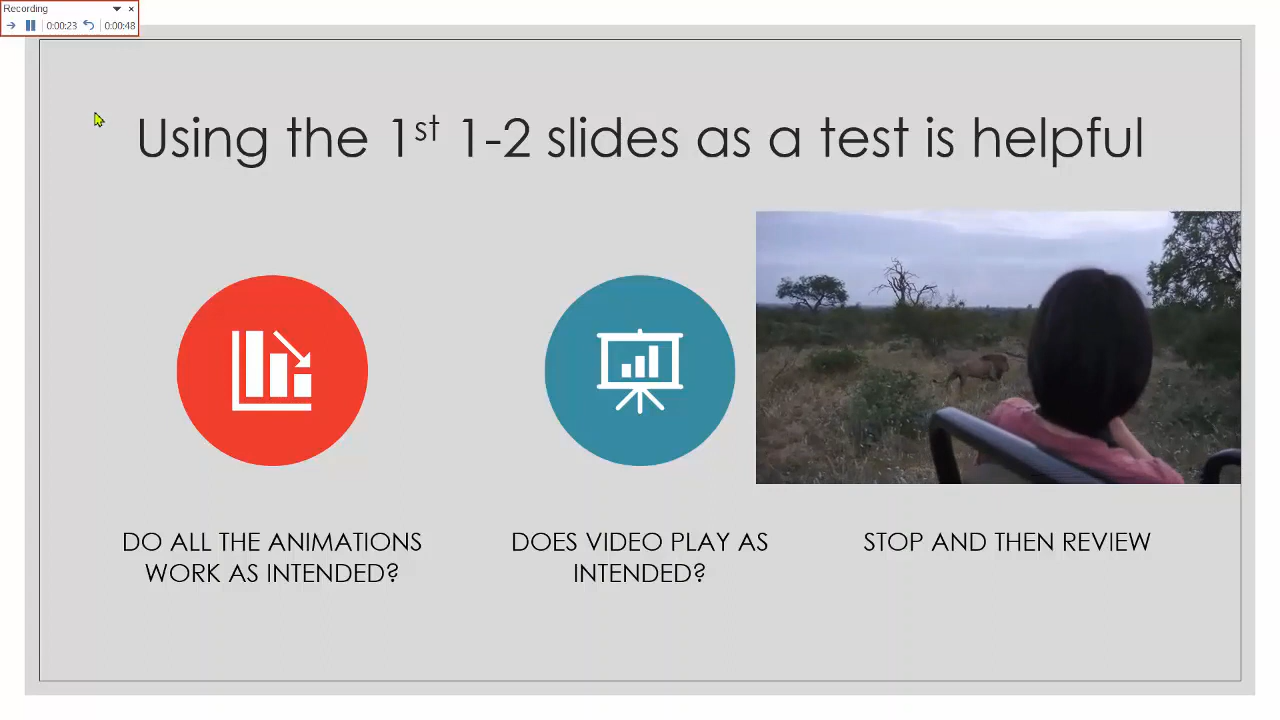 Recording
0:00:23 0:00:48
Using the 1st 1-2 slides as a test is helpful
DO ALL THE ANIMATIONS
WORK AS INTENDED?
DOES VIDEO PLAY AS
INTENDED?
STOP AND THEN REVIEW